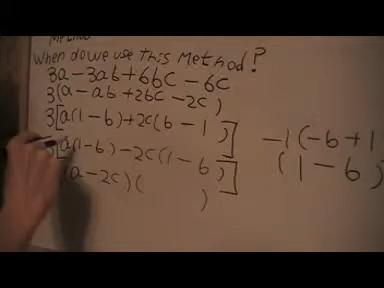 Method
When do we use this Method?
3a - 3ab + 6bc - 6c
3(a - ab + 2bc - 2c)
3[a(1 - b) + 2c(b - 1)]
3[a(1 - b) - 2c(1 - b)]
(a - 2c)( )
-1(-b + 1)
(1 - b)